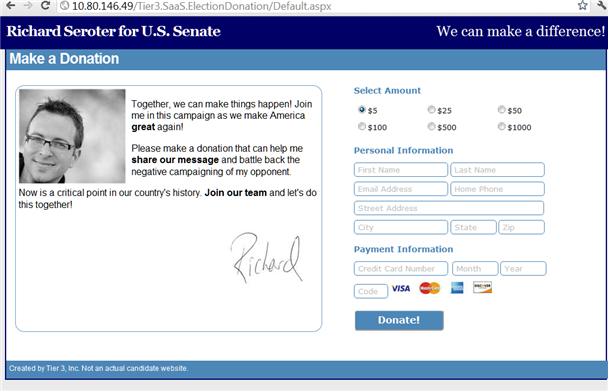 10.80.146.49/Tier3.SaaS.ElectionDonation/Default.aspx
Richard Seroter for U.S. Senate
We can make a difference!
Make a Donation
Together, we can make things happen! Join
me in this campaign as we make America
great again!
Please make a donation that can help me
share our message and battle back the
negative campaigning of my opponent.
Now is a critical point in our country's history. Join our team and let's do
this together!
Richard
Select Amount
$5 $25 $50
$100 $500 $1000
Personal Information
First Name Last Name
Email Address Home Phone
Street Address
City State Zip
Payment Information
Credit Card Number Month Year
Code VISA MasterCard DISCOVER
Donate!
Created by Tier 3, Inc. Not an actual candidate website.